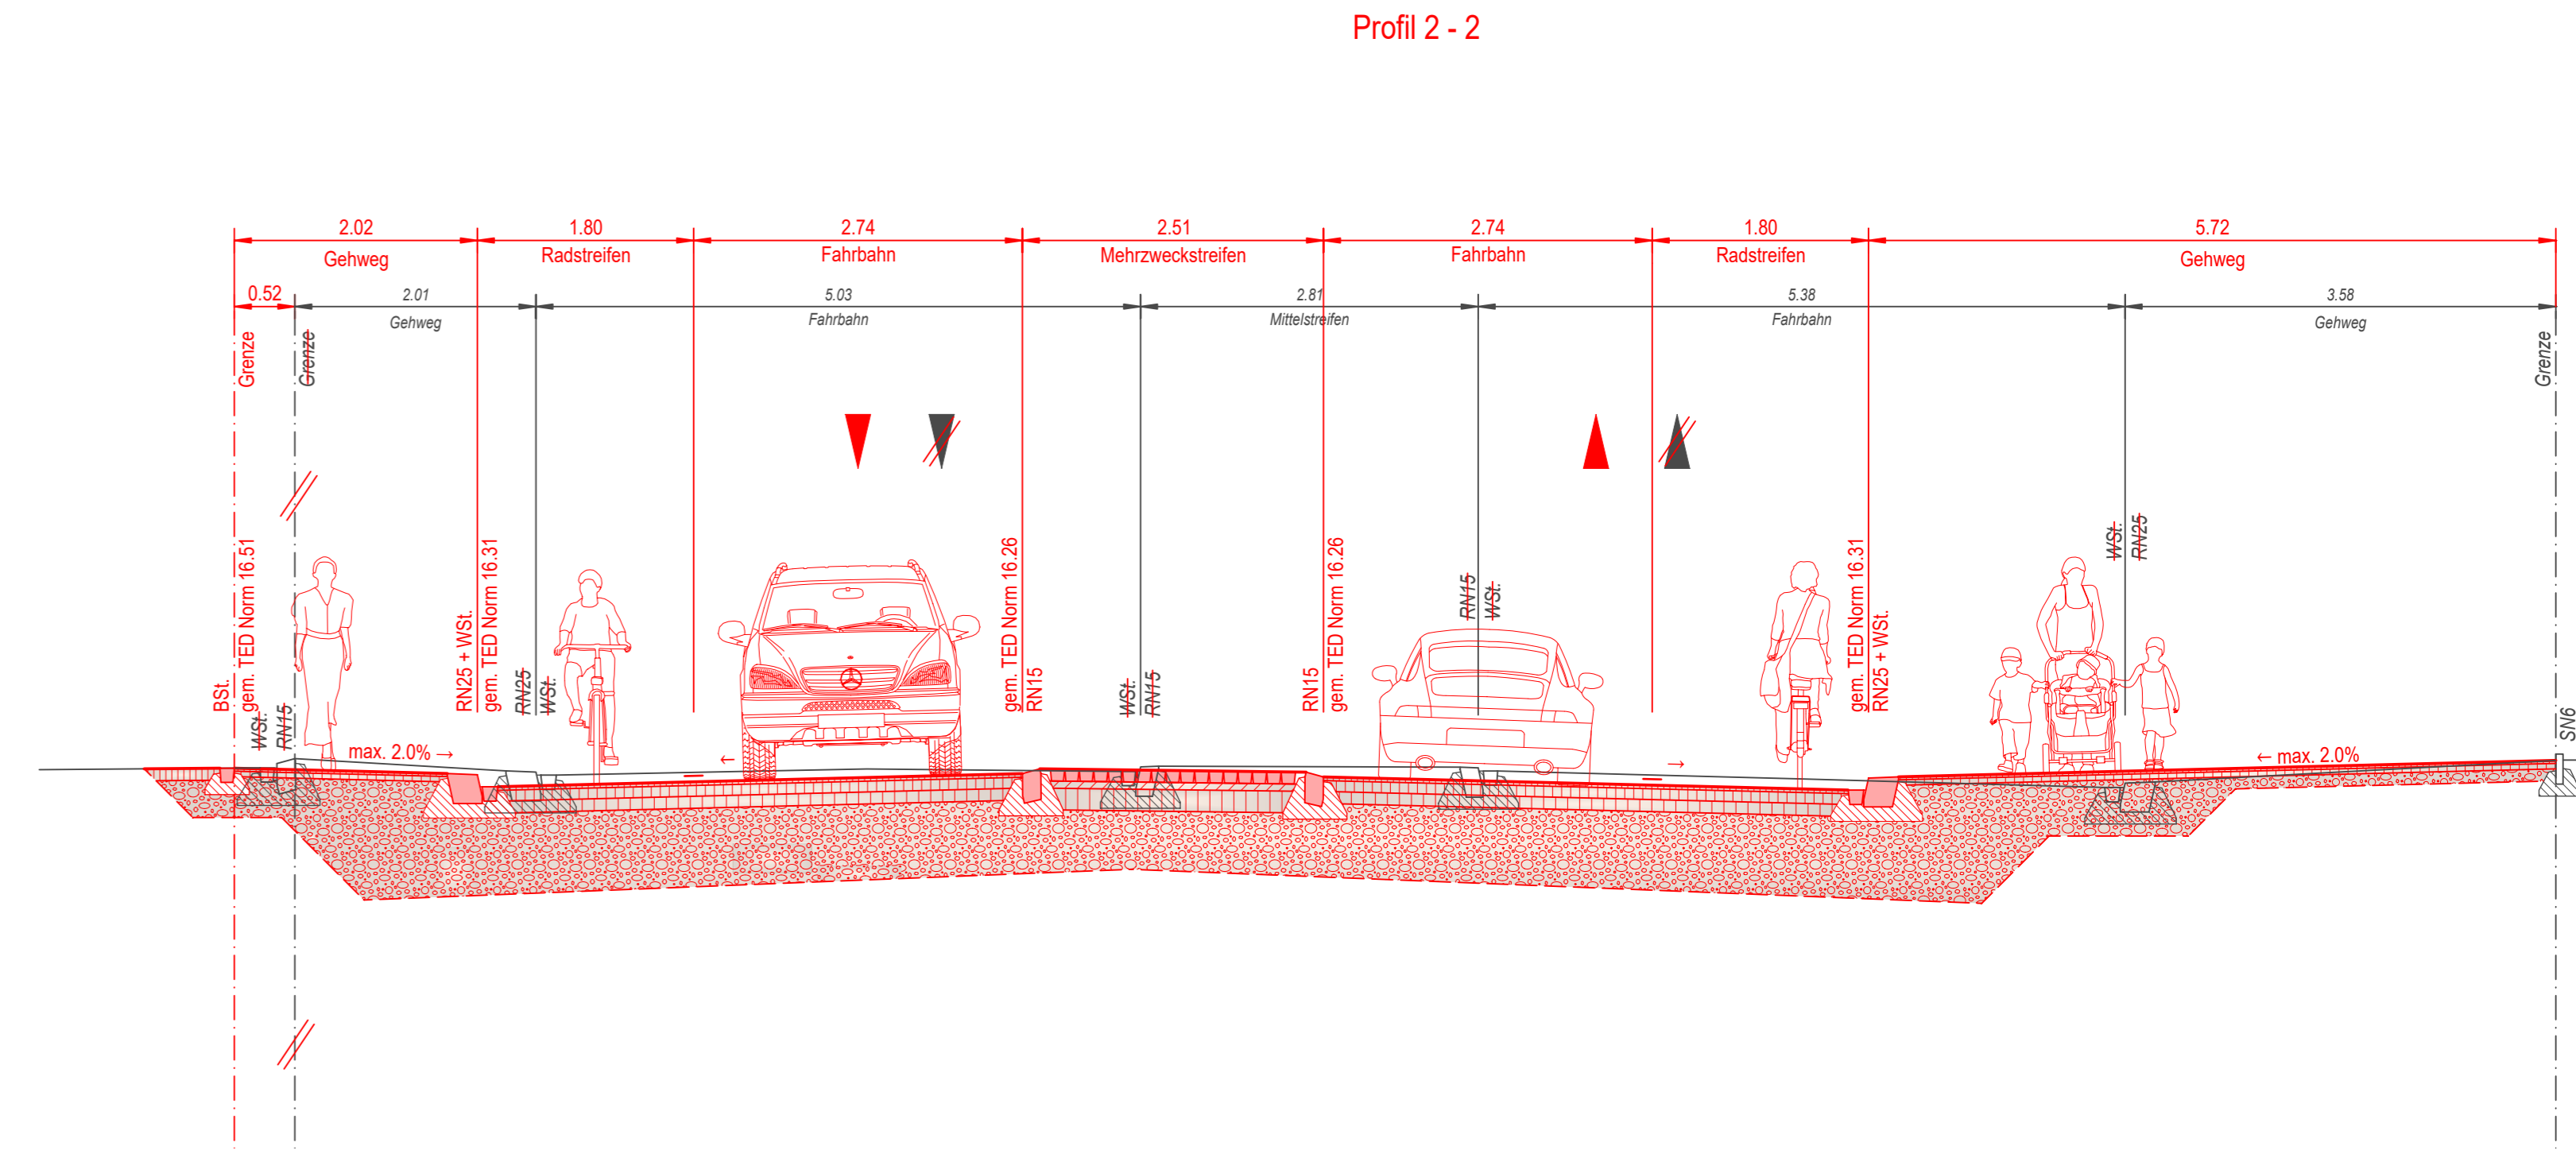 Profil 2 - 2
2.02
1.80
2.74
2.51
2.74
1.80
5.72
Gehweg
Radstreifen
Fahrbahn
Mehrzweckstreifen
Fahrbahn
Radstreifen
Gehweg
0.52
2.01
5.03
2.81
5.38
3.58
Gehweg
Fahrbahn
Mittelstreifen
Fahrbahn
Gehweg
Grenze
Grenze
Grenze
BSt.
gem. TED Norm 16.51
WSt.
RN15
RN25 + WSt.
gem. TED Norm 16.31
RN25
WSt.
gem. TED Norm 16.26
RN15
WSt.
RN15
RN15
gem. TED Norm 16.26
RN15
WSt.
gem. TED Norm 16.31
RN25 + WSt.
WSt.
RN25
SN6
max. 2.0% →
←
→
← max. 2.0%